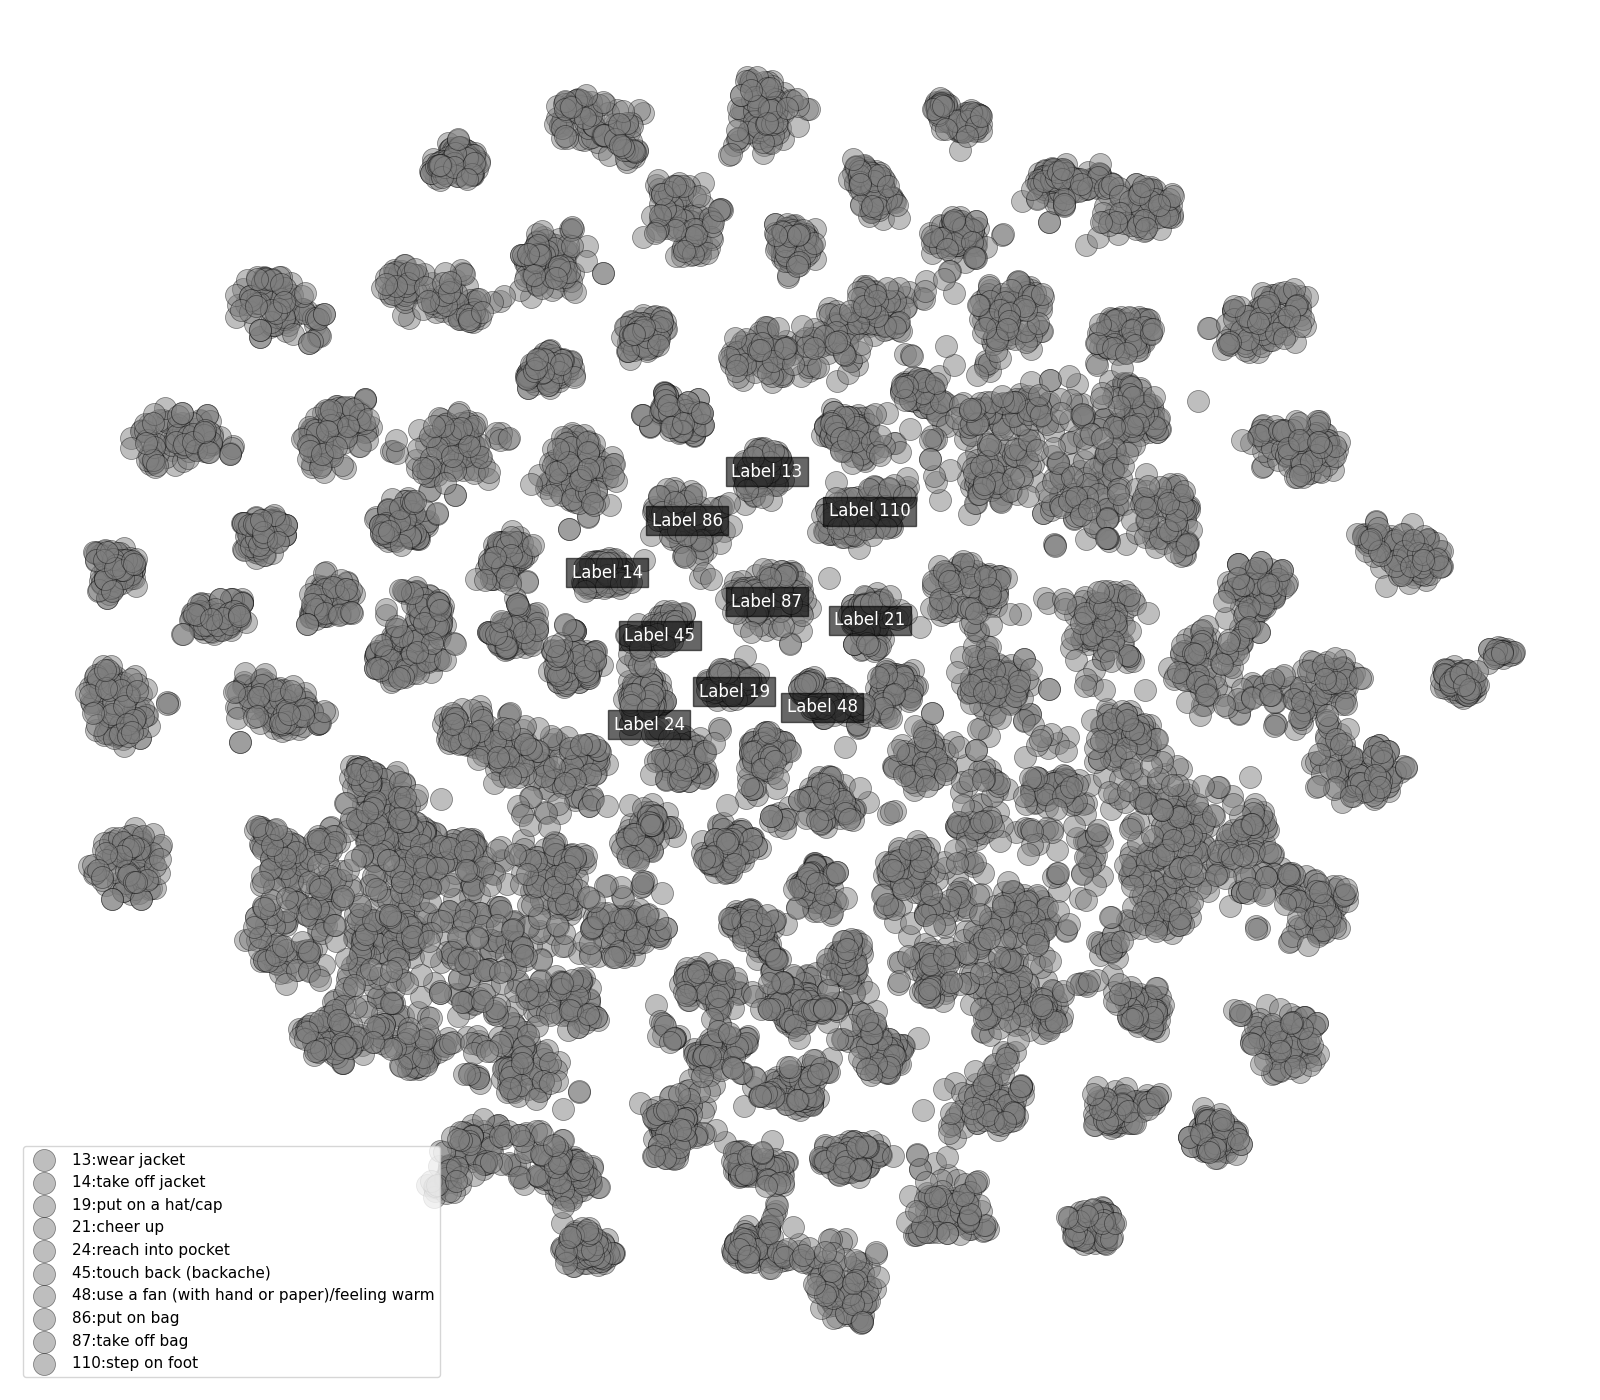 Label 13
Label 110
Label 86
Label 14
Label 87
Label 21
Label 45
Label 19
Label 48
Label 24
13:wear jacket
14:take off jacket
19:put on a hat/cap
21:cheer up
24:reach into pocket
45:touch back (backache)
48:use a fan (with hand or paper)/feeling warm
86:put on bag
87:take off bag
110:step on foot